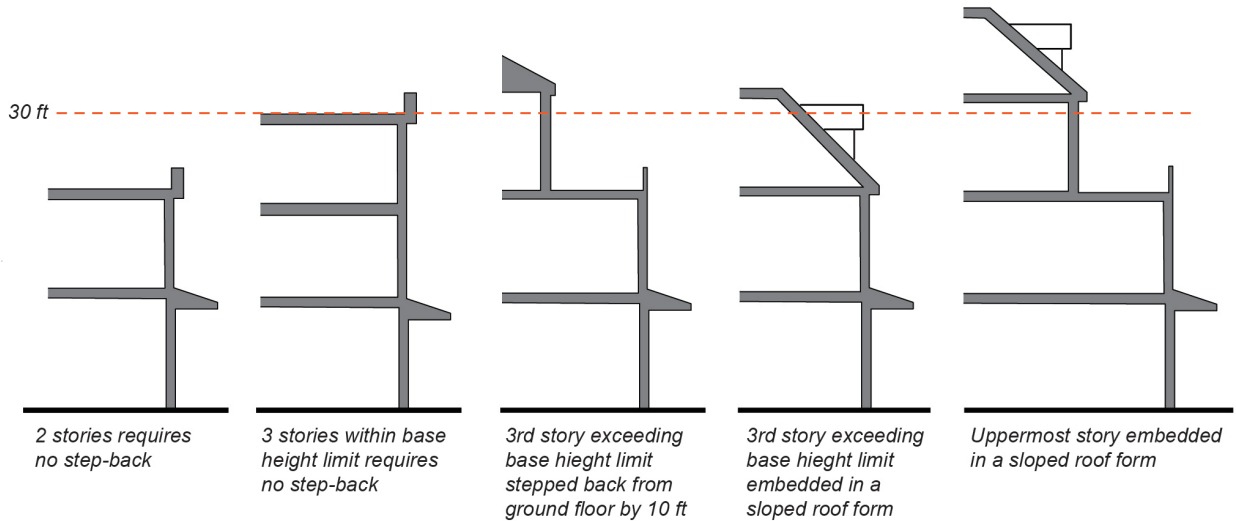 30 ft
2 stories requires
no step-back
3 stories within base
height limit requires
no step-back
3rd story exceeding
base hieght limit
stepped back from
ground floor by 10 ft
3rd story exceeding
base hieght limit
embedded in a
sloped roof form
Uppermost story embedded
in a sloped roof form